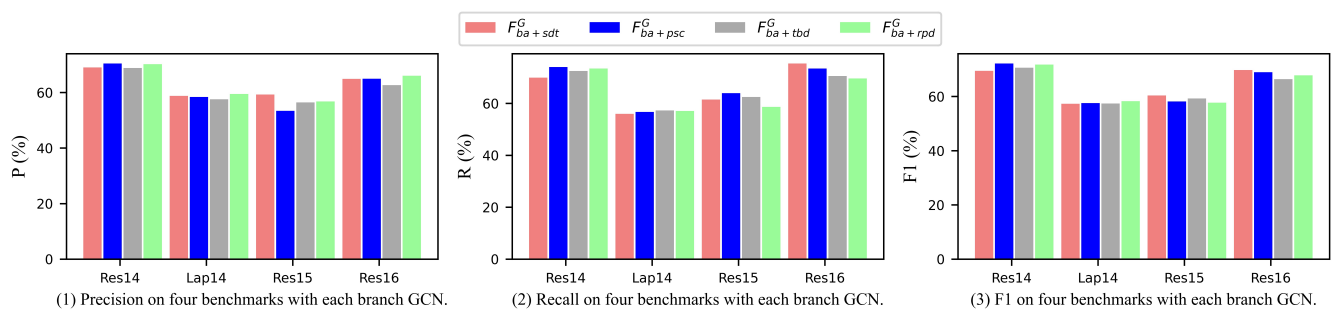 F^G_{ba+sdt} F^G_{ba+psc} F^G_{ba+tbd} F^G_{ba+rpd}
P (%)
60
40
20
0
Res14 Lap14 Res15 Res16
(1) Precision on four benchmarks with each branch GCN.
R (%)
60
40
20
0
Res14 Lap14 Res15 Res16
(2) Recall on four benchmarks with each branch GCN.
F1 (%)
60
40
20
0
Res14 Lap14 Res15 Res16
(3) F1 on four benchmarks with each branch GCN.